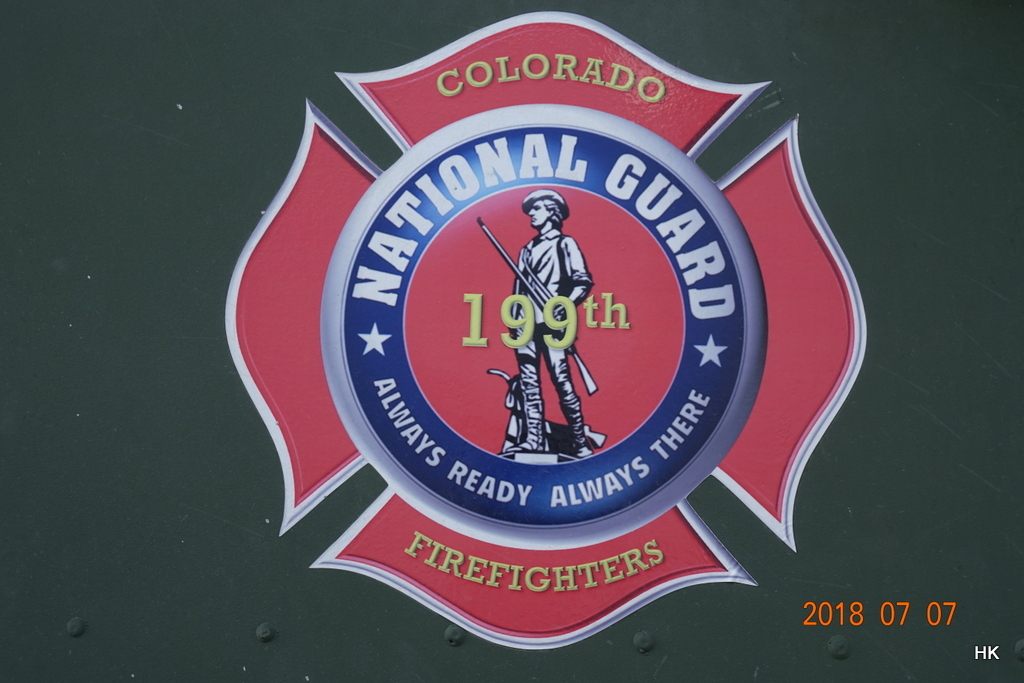 COLORADO
NATIONAL GUARD
199th
ALWAYS READY ALWAYS THERE
FIREFIGHTERS
2018 07 07
HK